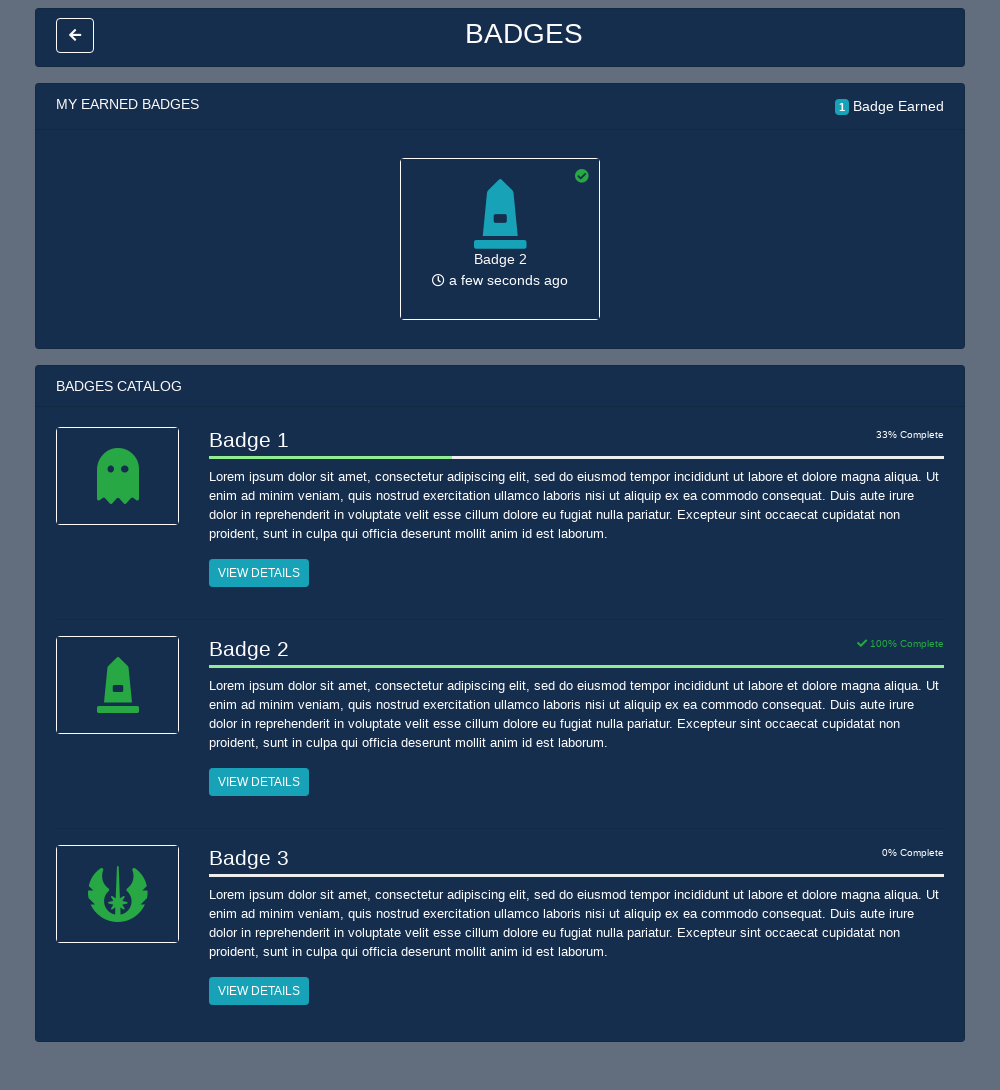 BADGES
MY EARNED BADGES
1 Badge Earned
Badge 2
a few seconds ago
BADGES CATALOG
Badge 1
33% Complete
Lorem ipsum dolor sit amet, consectetur adipiscing elit, sed do eiusmod tempor incididunt ut labore et dolore magna aliqua. Ut
enim ad minim veniam, quis nostrud exercitation ullamco laboris nisi ut aliquip ex ea commodo consequat. Duis aute irure
dolor in reprehenderit in voluptate velit esse cillum dolore eu fugiat nulla pariatur. Excepteur sint occaecat cupidatat non
proident, sunt in culpa qui officia deserunt mollit anim id est laborum.
VIEW DETAILS
Badge 2
100% Complete
Lorem ipsum dolor sit amet, consectetur adipiscing elit, sed do eiusmod tempor incididunt ut labore et dolore magna aliqua. Ut
enim ad minim veniam, quis nostrud exercitation ullamco laboris nisi ut aliquip ex ea commodo consequat. Duis aute irure
dolor in reprehenderit in voluptate velit esse cillum dolore eu fugiat nulla pariatur. Excepteur sint occaecat cupidatat non
proident, sunt in culpa qui officia deserunt mollit anim id est laborum.
VIEW DETAILS
Badge 3
0% Complete
Lorem ipsum dolor sit amet, consectetur adipiscing elit, sed do eiusmod tempor incididunt ut labore et dolore magna aliqua. Ut
enim ad minim veniam, quis nostrud exercitation ullamco laboris nisi ut aliquip ex ea commodo consequat. Duis aute irure
dolor in reprehenderit in voluptate velit esse cillum dolore eu fugiat nulla pariatur. Excepteur sint occaecat cupidatat non
proident, sunt in culpa qui officia deserunt mollit anim id est laborum.
VIEW DETAILS